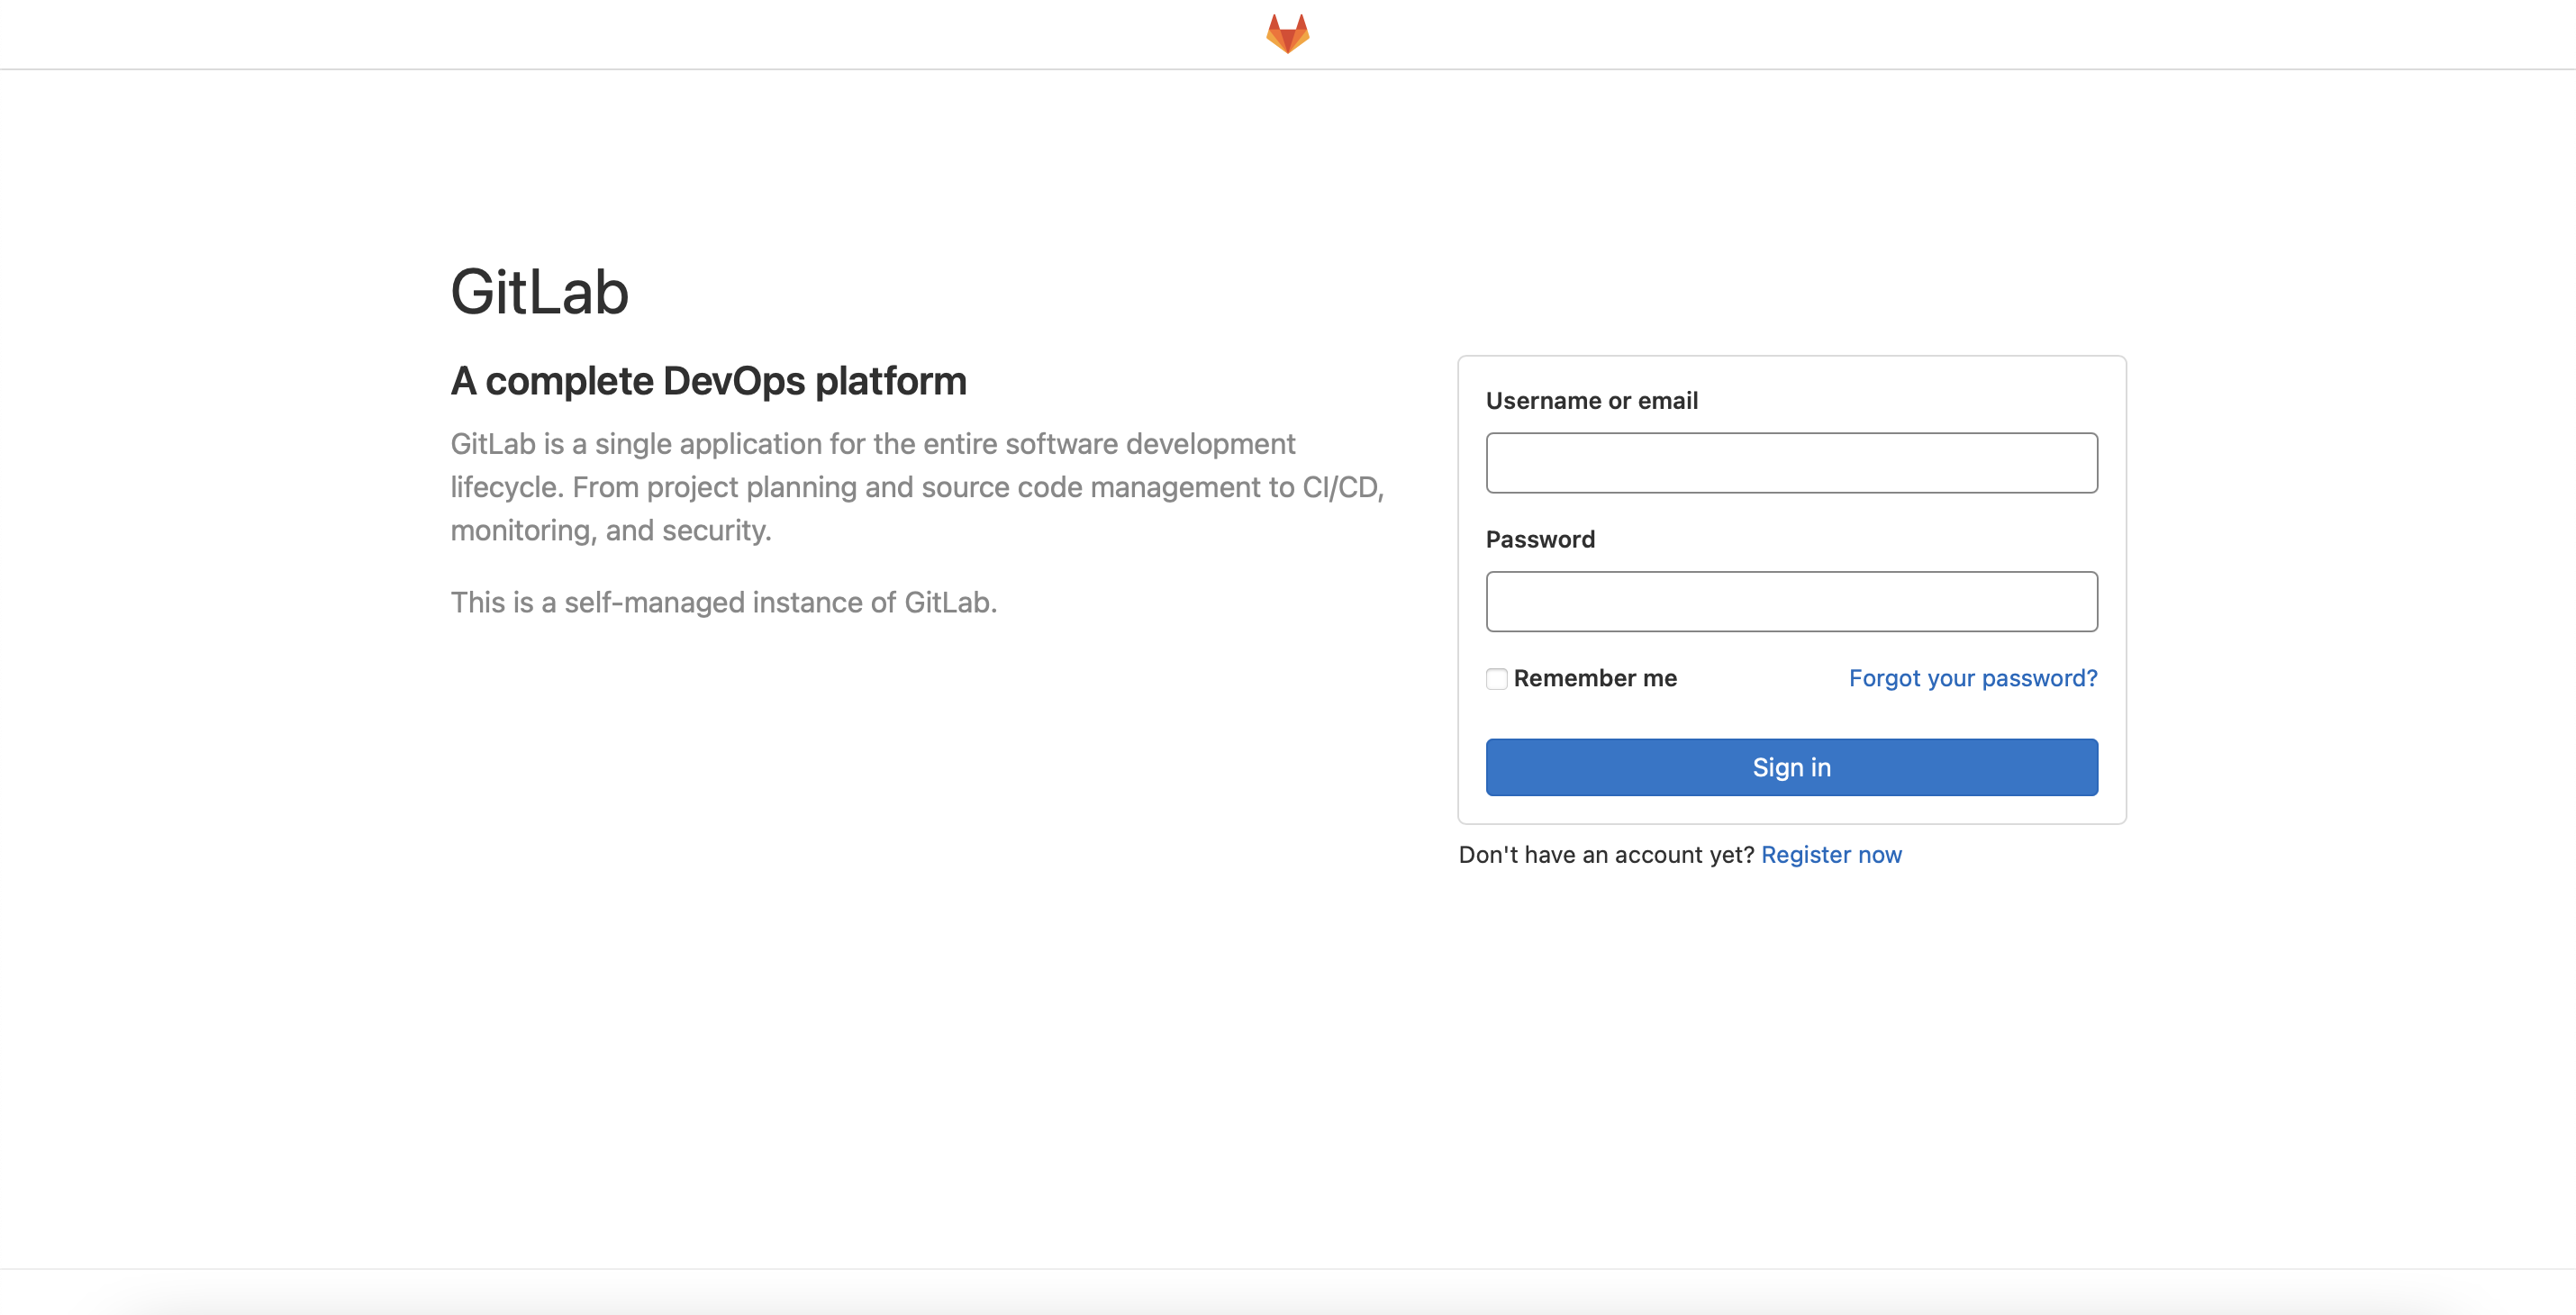 GitLab
A complete DevOps platform
GitLab is a single application for the entire software development
lifecycle. From project planning and source code management to CI/CD,
monitoring, and security.
This is a self-managed instance of GitLab.
Username or email
Password
Remember me
Forgot your password?
Sign in
Don't have an account yet? Register now